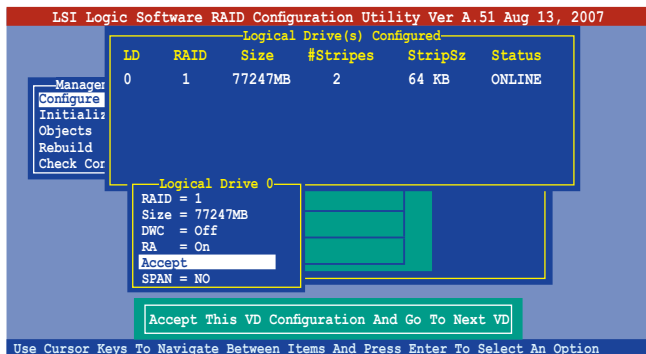 LSI Logic Software RAID Configuration Utility Ver A.51 Aug 13, 2007
Logical Drive(s) Configured
LD RAID Size #Stripes StripSz Status
0 1 77247MB 2 64 KB ONLINE
Managem
Configure
Initializ
Objects
Rebuild
Check Con
Logical Drive 0
RAID = 1
Size = 77247MB
DWC = Off
RA = On
Accept
SPAN = NO
Accept This VD Configuration And Go To Next VD
Use Cursor Keys To Navigate Between Items And Press Enter To Select An Option